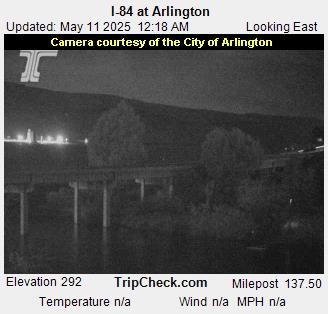 I-84 at Arlington
Updated: May 11 2025 12:18 AM Looking East
Camera courtesy of the City of Arlington
Elevation 292 TripCheck.com Milepost 137.50
Temperature n/a Wind n/a MPH n/a